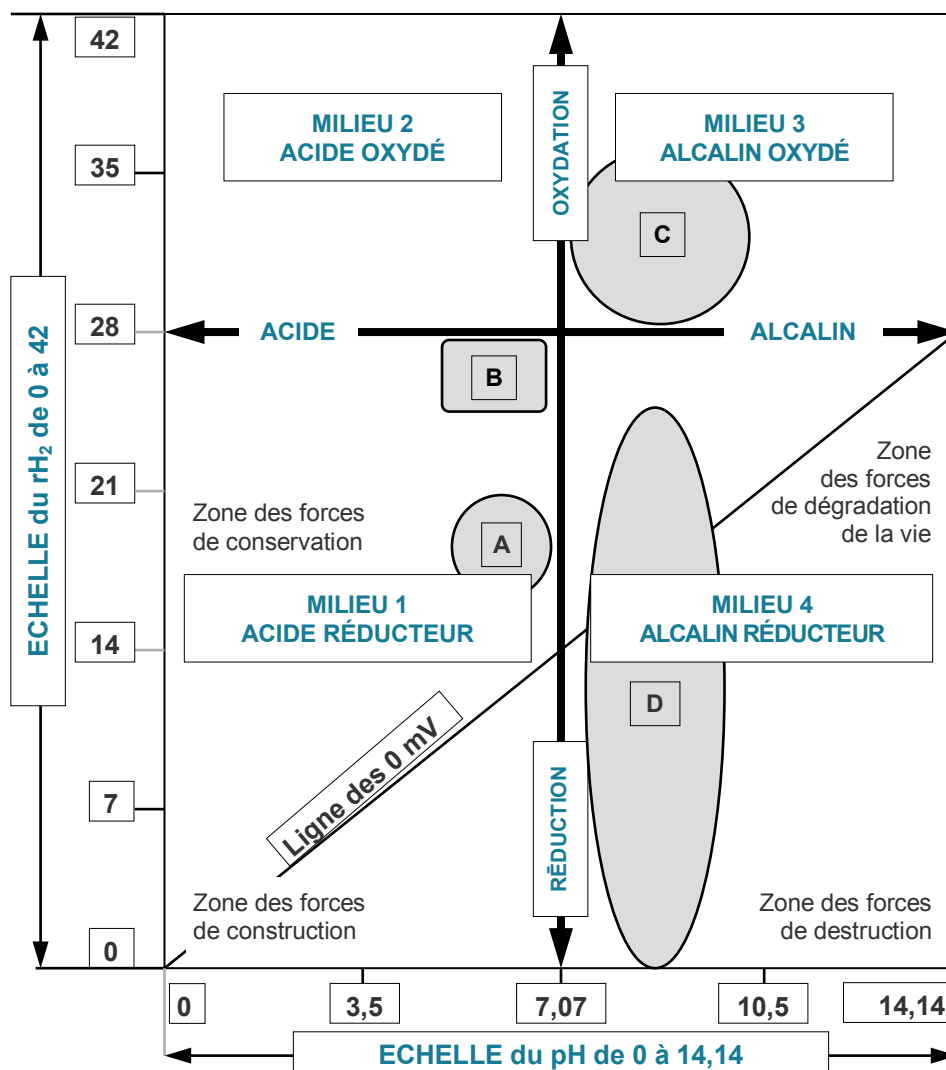 42
MILIEU 2
ACIDE OXYDÉ
OXYDATION
MILIEU 3
ALCALIN OXYDÉ
35
C
ECHELLE du rH₂ de 0 à 42
28
ACIDE
ALCALIN
B
21
Zone des forces
de conservation
A
Zone
des forces
de dégradation
de la vie
MILIEU 1
ACIDE RÉDUCTEUR
MILIEU 4
ALCALIN RÉDUCTEUR
14
D
Ligne des 0 mV
RÉDUCTION
7
Zone des forces
de construction
Zone des forces
de destruction
0
0
3,5
7,07
10,5
14,14
ECHELLE du pH de 0 à 14,14